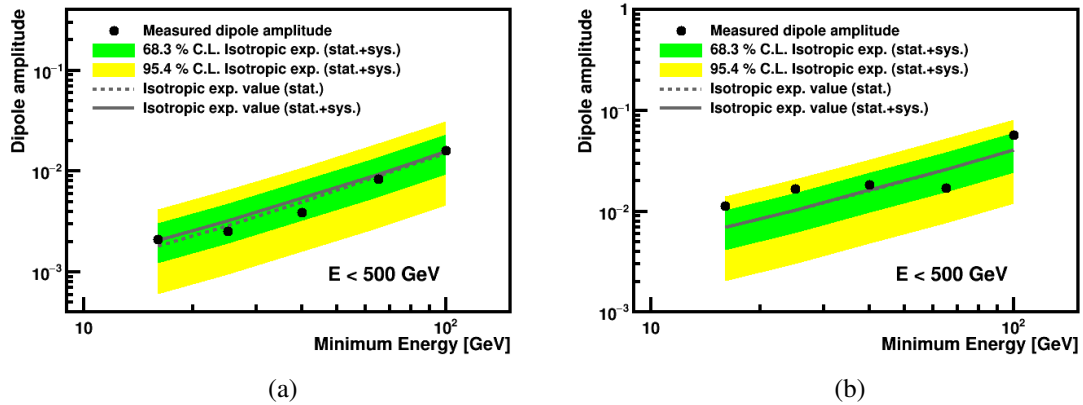 (a)
Dipole amplitude
10⁻¹
10⁻²
10⁻³
Measured dipole amplitude
68.3 % C.L. Isotropic exp. (stat.+sys.)
95.4 % C.L. Isotropic exp. (stat.+sys.)
Isotropic exp. value (stat.)
Isotropic exp. value (stat.+sys.)
E < 500 GeV
10
10²
Minimum Energy [GeV]
(b)
Dipole amplitude
1
10⁻¹
10⁻²
10⁻³
Measured dipole amplitude
68.3 % C.L. Isotropic exp. (stat.+sys.)
95.4 % C.L. Isotropic exp. (stat.+sys.)
Isotropic exp. value (stat.)
Isotropic exp. value (stat.+sys.)
E < 500 GeV
10
10²
Minimum Energy [GeV]